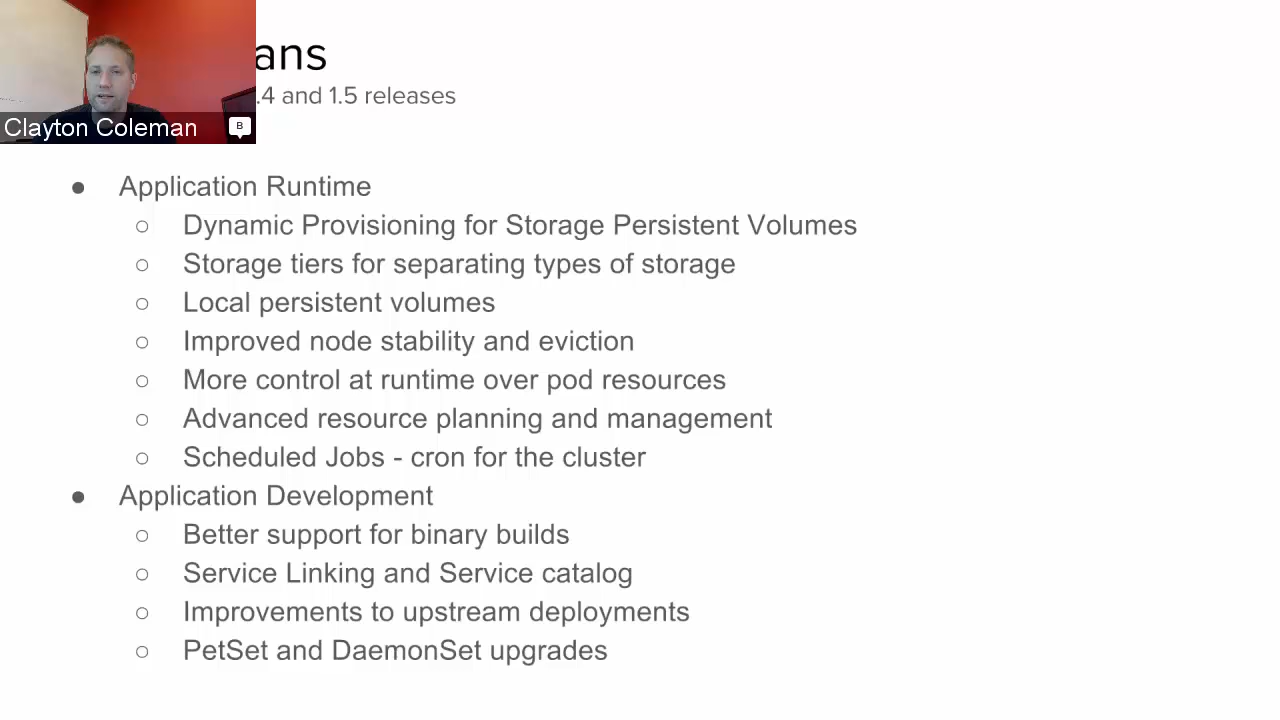 ans
.4 and 1.5 releases
Clayton Coleman
B
● Application Runtime
○ Dynamic Provisioning for Storage Persistent Volumes
○ Storage tiers for separating types of storage
○ Local persistent volumes
○ Improved node stability and eviction
○ More control at runtime over pod resources
○ Advanced resource planning and management
○ Scheduled Jobs - cron for the cluster
● Application Development
○ Better support for binary builds
○ Service Linking and Service catalog
○ Improvements to upstream deployments
○ PetSet and DaemonSet upgrades